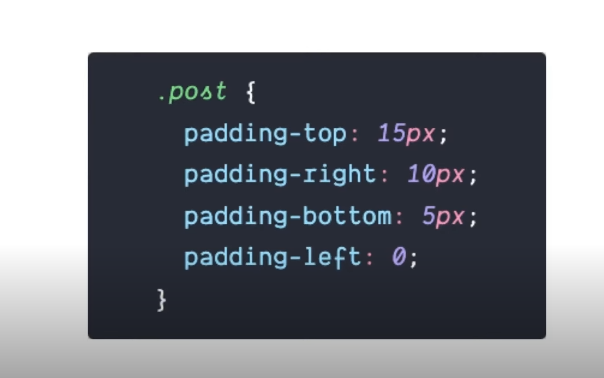 .post {
padding-top: 15px;
padding-right: 10px;
padding-bottom: 5px;
padding-left: 0;
}